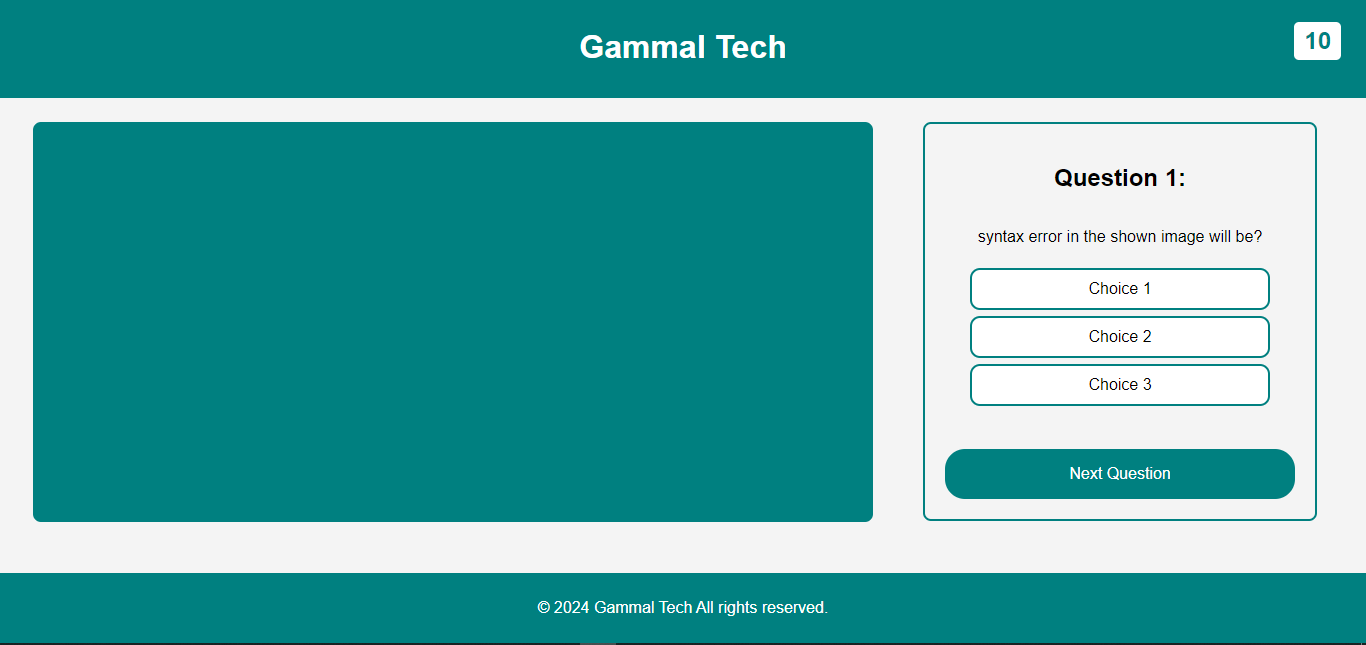 Gammal Tech
10
Question 1:
syntax error in the shown image will be?
Choice 1
Choice 2
Choice 3
Next Question
© 2024 Gammal Tech All rights reserved.